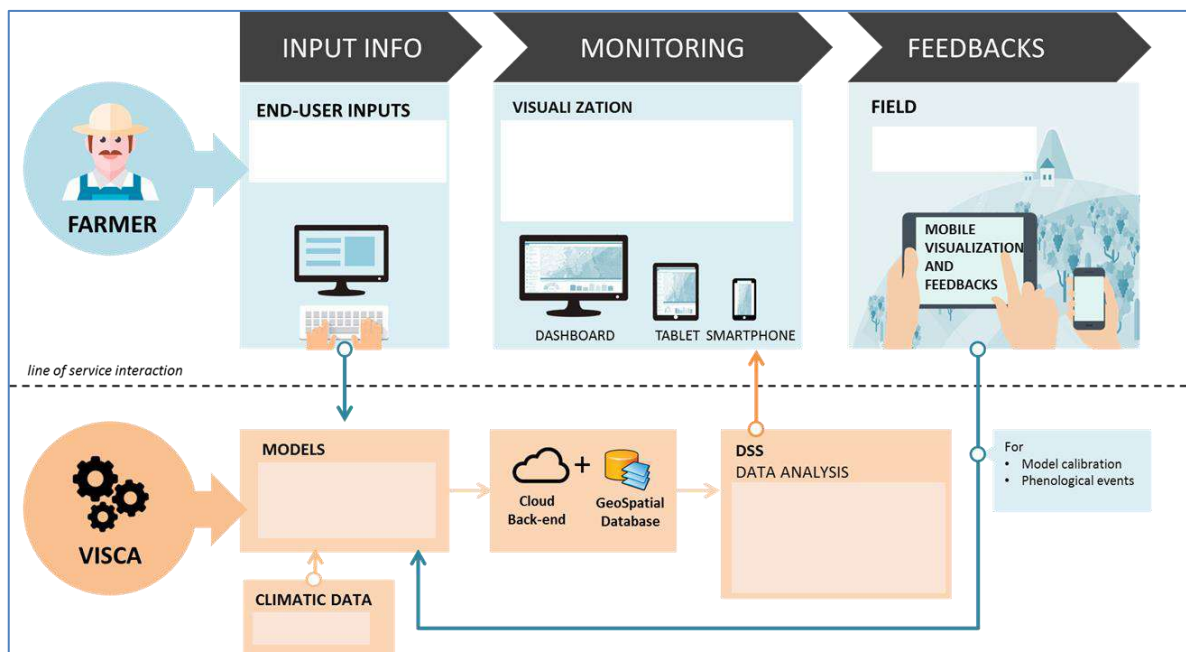 INPUT INFO
MONITORING
FEEDBACKS
FARMER
END-USER INPUTS
VISUALI ZATION
DASHBOARD
TABLET
SMARTPHONE
FIELD
MOBILE
VISUALIZATION
AND
FEEDBACKS
line of service interaction
VISCA
MODELS
CLIMATIC DATA
Cloud
Back-end
+
GeoSpatial
Database
DSS
DATA ANALYSIS
For
• Model calibration
• Phenological events